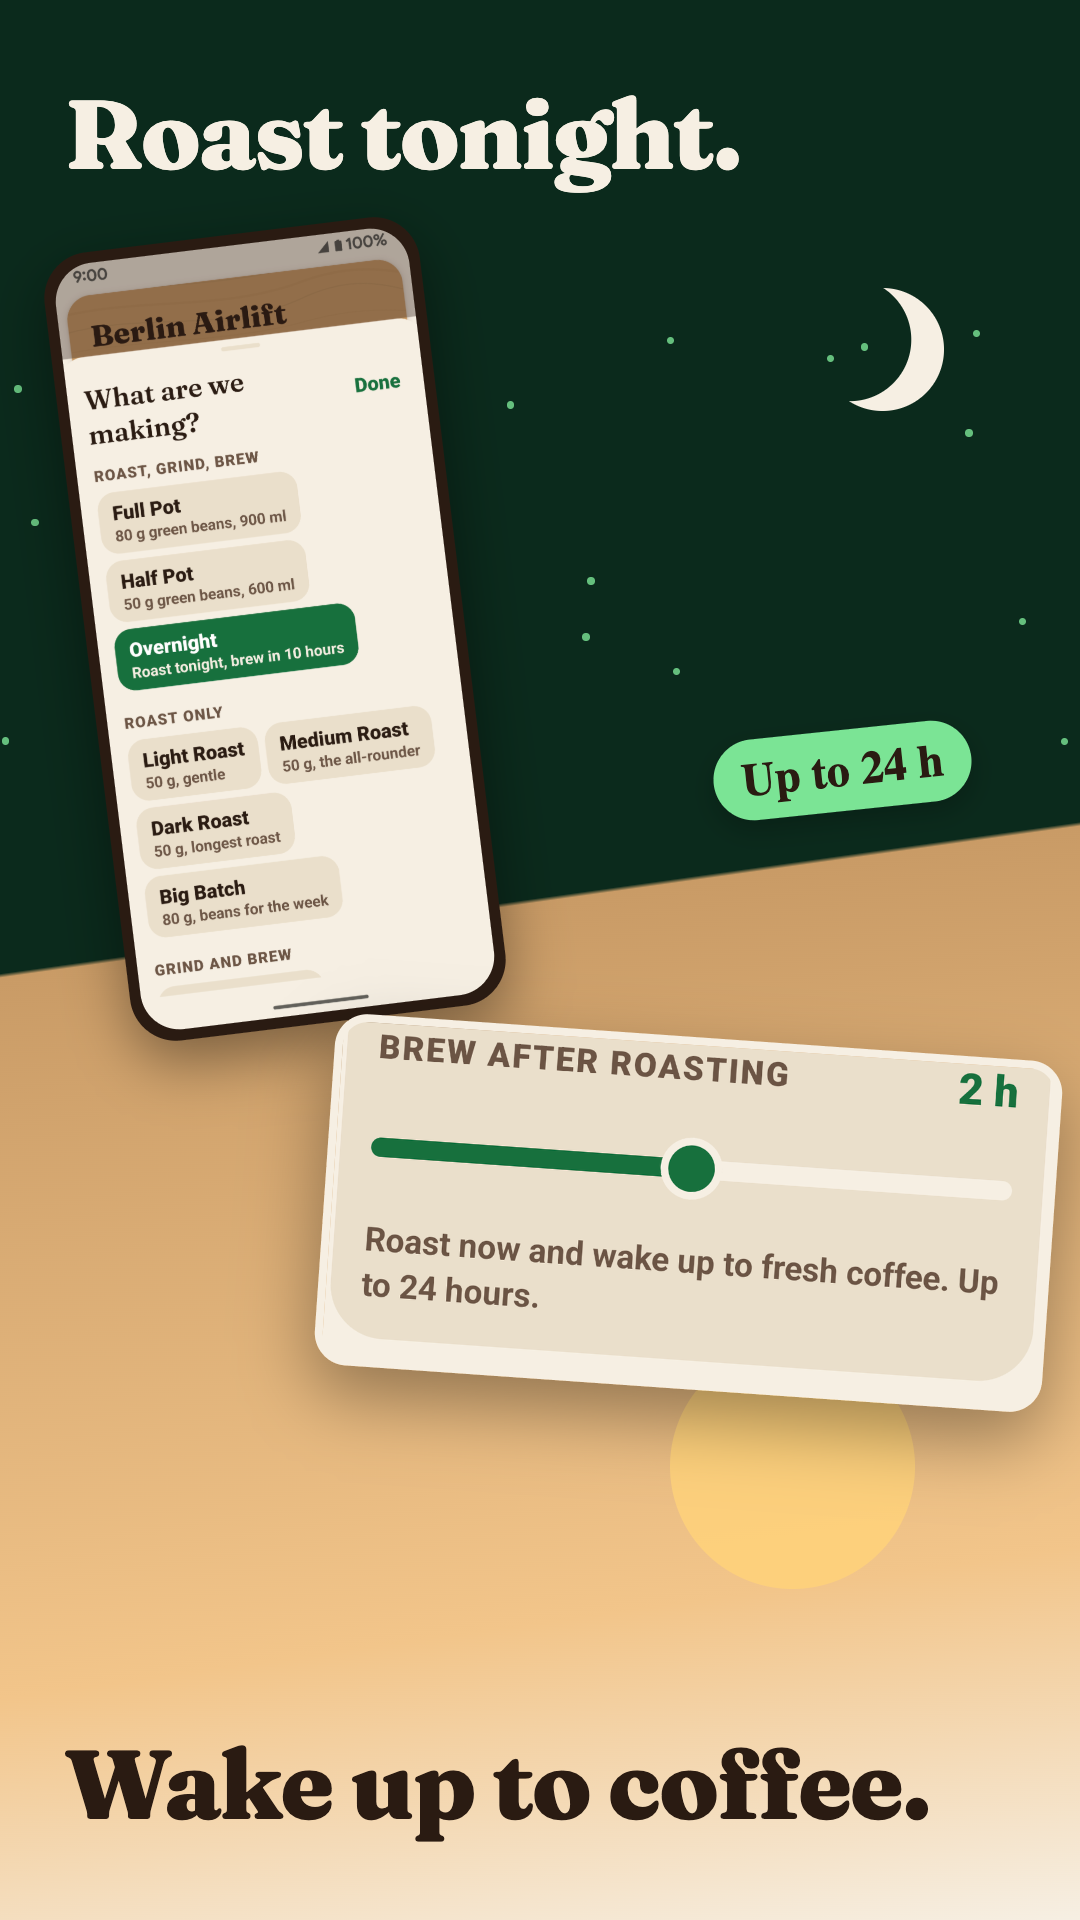 Roast tonight.
9:00
100%
Berlin Airlift
What are we
making?
Done
ROAST, GRIND, BREW
Full Pot
80 g green beans, 900 ml
Half Pot
50 g green beans, 600 ml
Overnight
Roast tonight, brew in 10 hours
ROAST ONLY
Light Roast
50 g, gentle
Medium Roast
50 g, the all-rounder
Dark Roast
50 g, longest roast
Big Batch
80 g, beans for the week
GRIND AND BREW
Up to 24 h
BREW AFTER ROASTING
2 h
Roast now and wake up to fresh coffee. Up
to 24 hours.
Wake up to coffee.